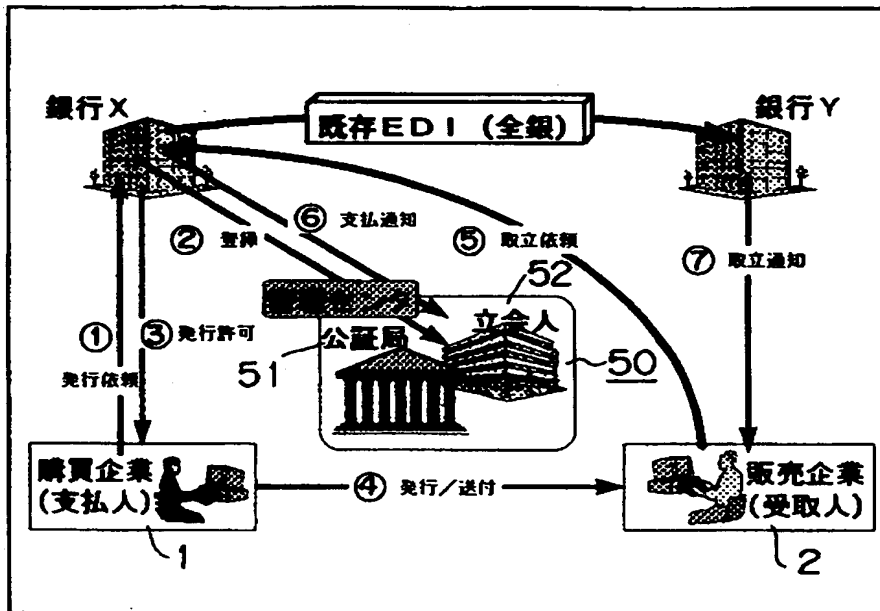 銀行X
既存EDI (全銀)
銀行Y
⑥ 支払通知
② 登録
⑤ 取立依頼
⑦ 取立通知
52
立会人
①
③ 発行許可
公証局
51
50
発行依頼
購買企業
(支払人)
④ 発行/送付
販売企業
(受取人)
1
2